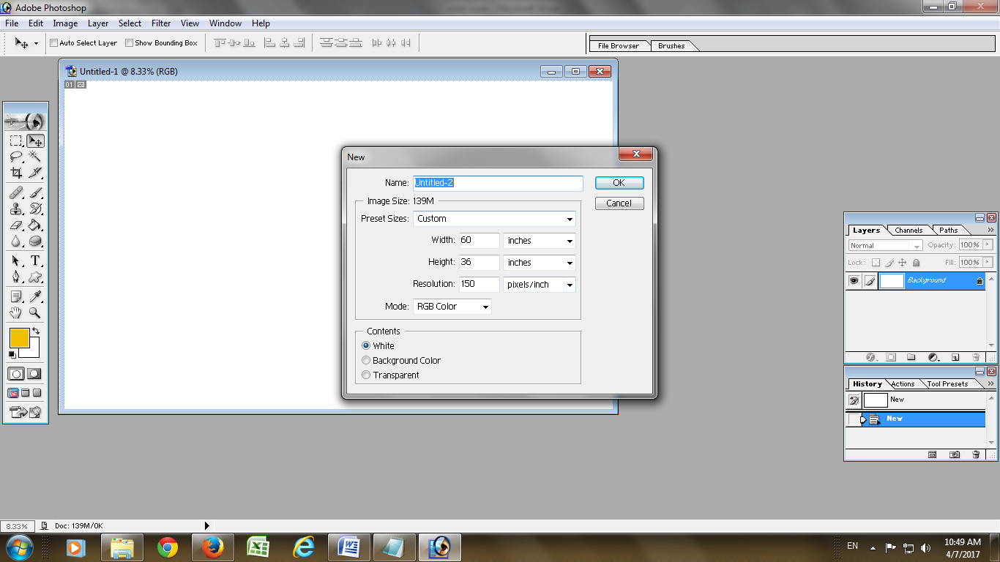 Adobe Photoshop
File Edit Image Layer Select Filter View Window Help
Auto Select Layer Show Bounding Box
File Browser Brushes
Untitled-1 @ 8.33% (RGB)
01
New
Name: Untitled-2
OK
Image Size: 139M
Cancel
Preset Sizes: Custom
Width: 60 inches
Height: 36 inches
Resolution: 150 pixels/inch
Mode: RGB Color
Contents
White
Background Color
Transparent
T
Layers Channels Paths
Normal Opacity: 100%
Lock: Fill: 100%
Background
History Actions Tool Presets
New
New
8.33% Doc: 139M/0K
EN
10:49 AM
4/7/2017